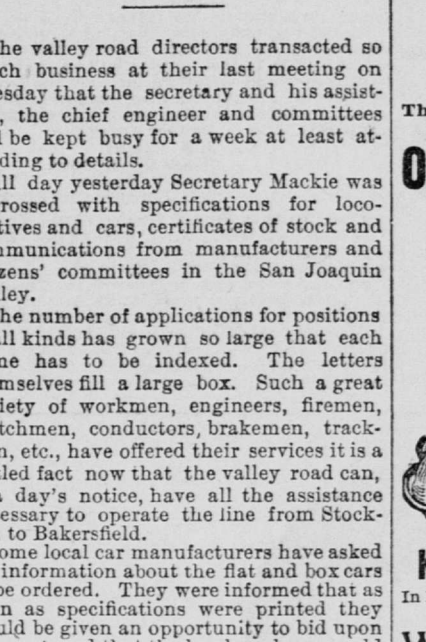 he valley road directors transacted so
ch business at their last meeting on
esday that the secretary and his assist-
, the chief engineer and committees
l be kept busy for a week at least at-
ding to details.
ll day yesterday Secretary Mackie was
rossed with specifications for loco-
tives and cars, certificates of stock and
mmunications from manufacturers and
zens' committees in the San Joaquin
ley.
he number of applications for positions
ll kinds has grown so large that each
ne has to be indexed. The letters
mselves fill a large box. Such a great
iety of workmen, engineers, firemen,
tchmen, conductors, brakemen, track-
n, etc., have offered their services it is a
led fact now that the valley road can,
day's notice, have all the assistance
essary to operate the line from Stock-
to Bakersfield.
ome local car manufacturers have asked
information about the flat and box cars
be ordered. They were informed that as
n as specifications were printed they
uld be given an opportunity to bid upon
Th
O
In